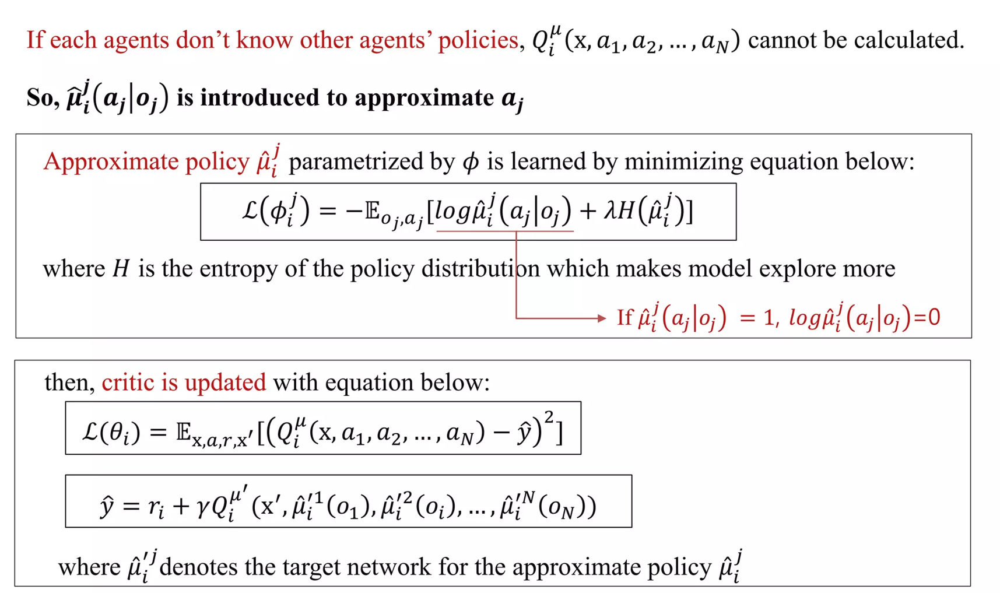 If each agents don’t know other agents’ policies, $Q_i^{\mu}(\mathrm{x}, a_1, a_2, \ldots, a_N)$ cannot be calculated.
So, $\hat{\mu}_i^j(a_j|o_j)$ is introduced to approximate $a_j$
Approximate policy $\hat{\mu}_i^j$ parametrized by $\phi$ is learned by minimizing equation below:
$\mathcal{L}(\phi_i^j) = -\mathbb{E}_{o_j,a_j}[log\hat{\mu}_i^j(a_j|o_j) + \lambda H(\hat{\mu}_i^j)]$
where $H$ is the entropy of the policy distribution which makes model explore more
If $\hat{\mu}_i^j(a_j|o_j) = 1$, $log\hat{\mu}_i^j(a_j|o_j)=0$
then, critic is updated with equation below:
$\mathcal{L}(\theta_i) = \mathbb{E}_{\mathrm{x},a,r,\mathrm{x}'}[(Q_i^{\mu}(\mathrm{x}, a_1, a_2, \ldots, a_N) - \hat{y})^2]$
$\hat{y} = r_i + \gamma Q_i^{\mu'}(\mathrm{x}', \hat{\mu}_i'^1(o_1), \hat{\mu}_i'^2(o_i), \ldots, \hat{\mu}_i'^N(o_N))$
where $\hat{\mu}_i'^j$ denotes the target network for the approximate policy $\hat{\mu}_i^j$